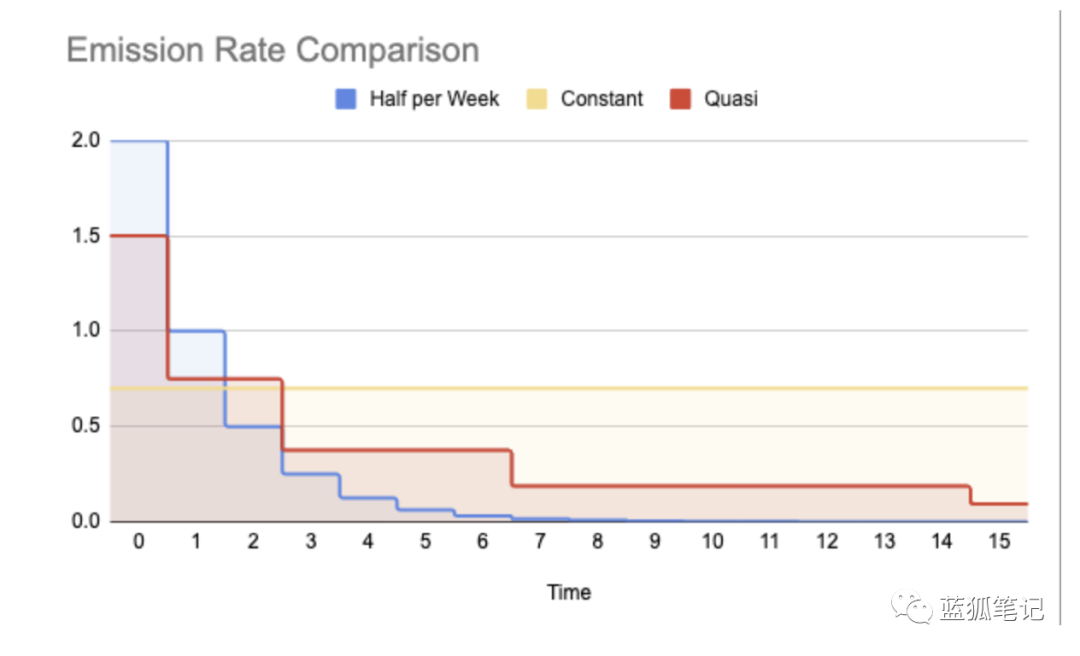 Emission Rate Comparison
Half per Week Constant Quasi
2.0
1.5
1.0
0.5
0.0
0 1 2 3 4 5 6 7 8 9 10 11 12 13 14 15
Time
蓝狐笔记